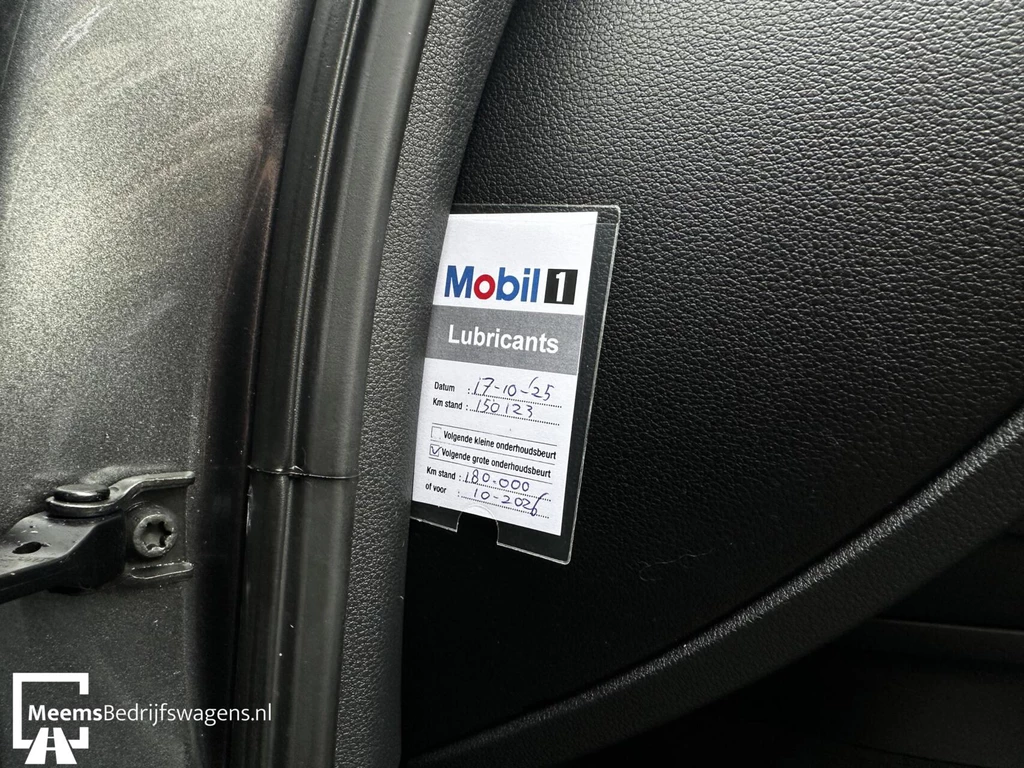 Mobil 1
Lubricants
Datum : 17-10-'25
Km stand : 150123
Volgende kleine onderhoudsbeurt
Volgende grote onderhoudsbeurt
Km stand : 180.000
of voor : 10-2026
MeemsBedrijfswagens.nl